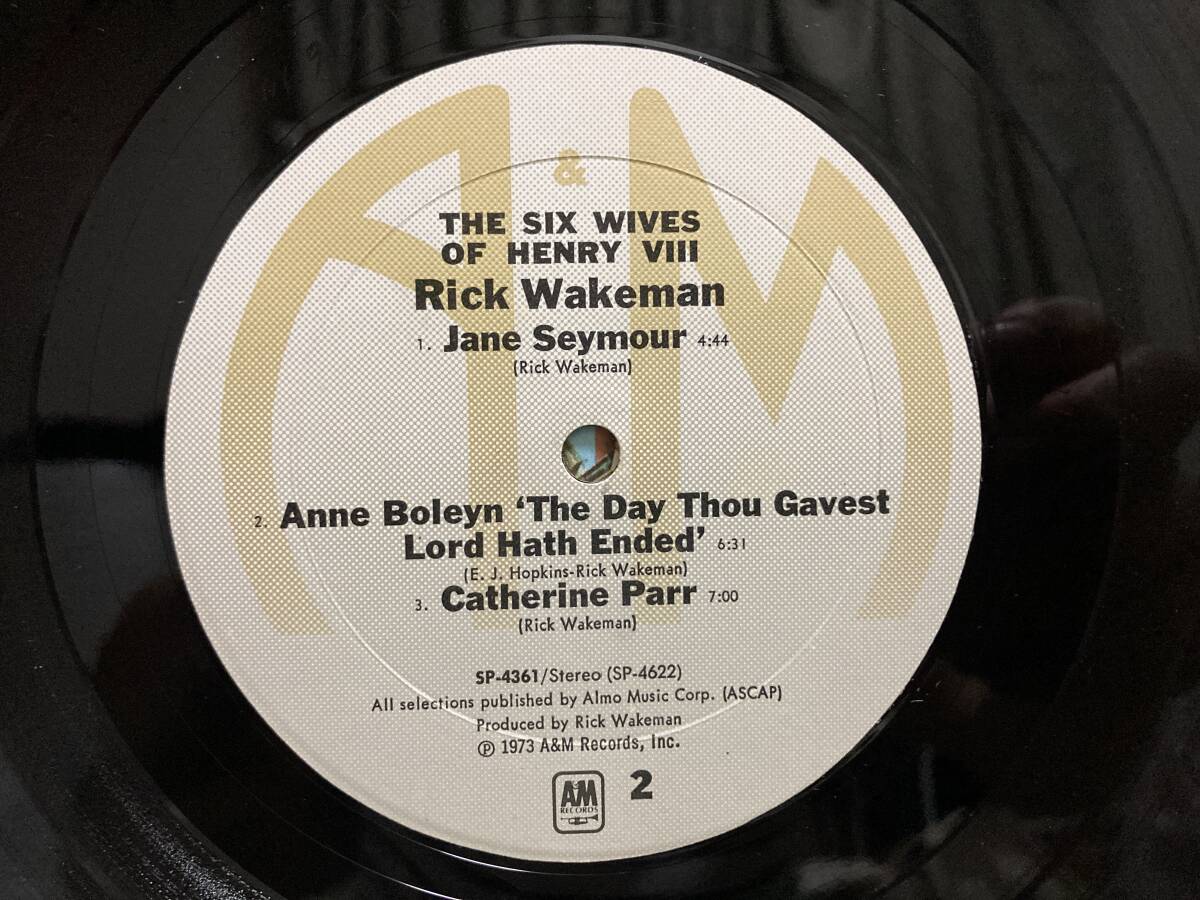 A&M
THE SIX WIVES
OF HENRY VIII
Rick Wakeman
1. Jane Seymour 4:44
(Rick Wakeman)
2. Anne Boleyn ‘The Day Thou Gavest
Lord Hath Ended’ 6:31
(E. J. Hopkins-Rick Wakeman)
3. Catherine Parr 7:00
(Rick Wakeman)
SP-4361/Stereo (SP-4622)
All selections published by Almo Music Corp. (ASCAP)
Produced by Rick Wakeman
℗ 1973 A&M Records, Inc.
A&M
RECORDS
2